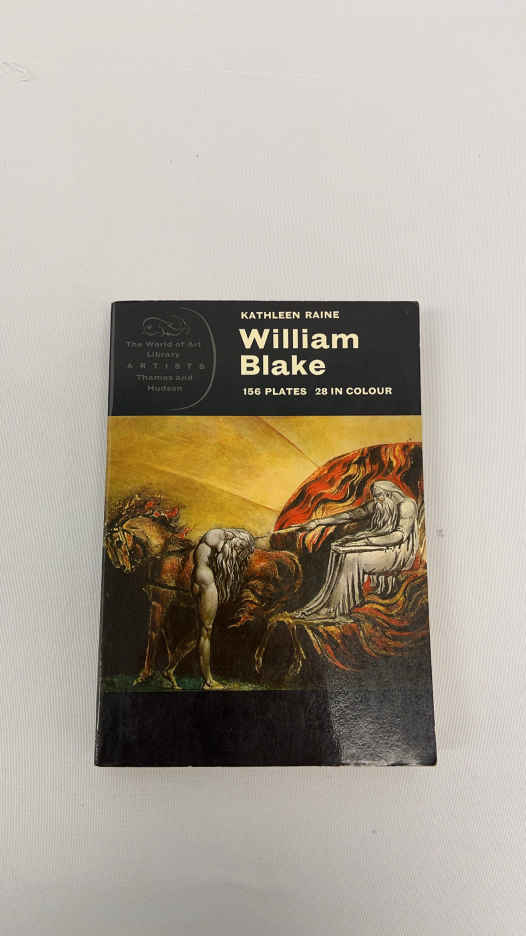 KATHLEEN RAINE
William
Blake
156 PLATES 28 IN COLOUR
The World of Art
Library
ARTISTS
Thames and
Hudson